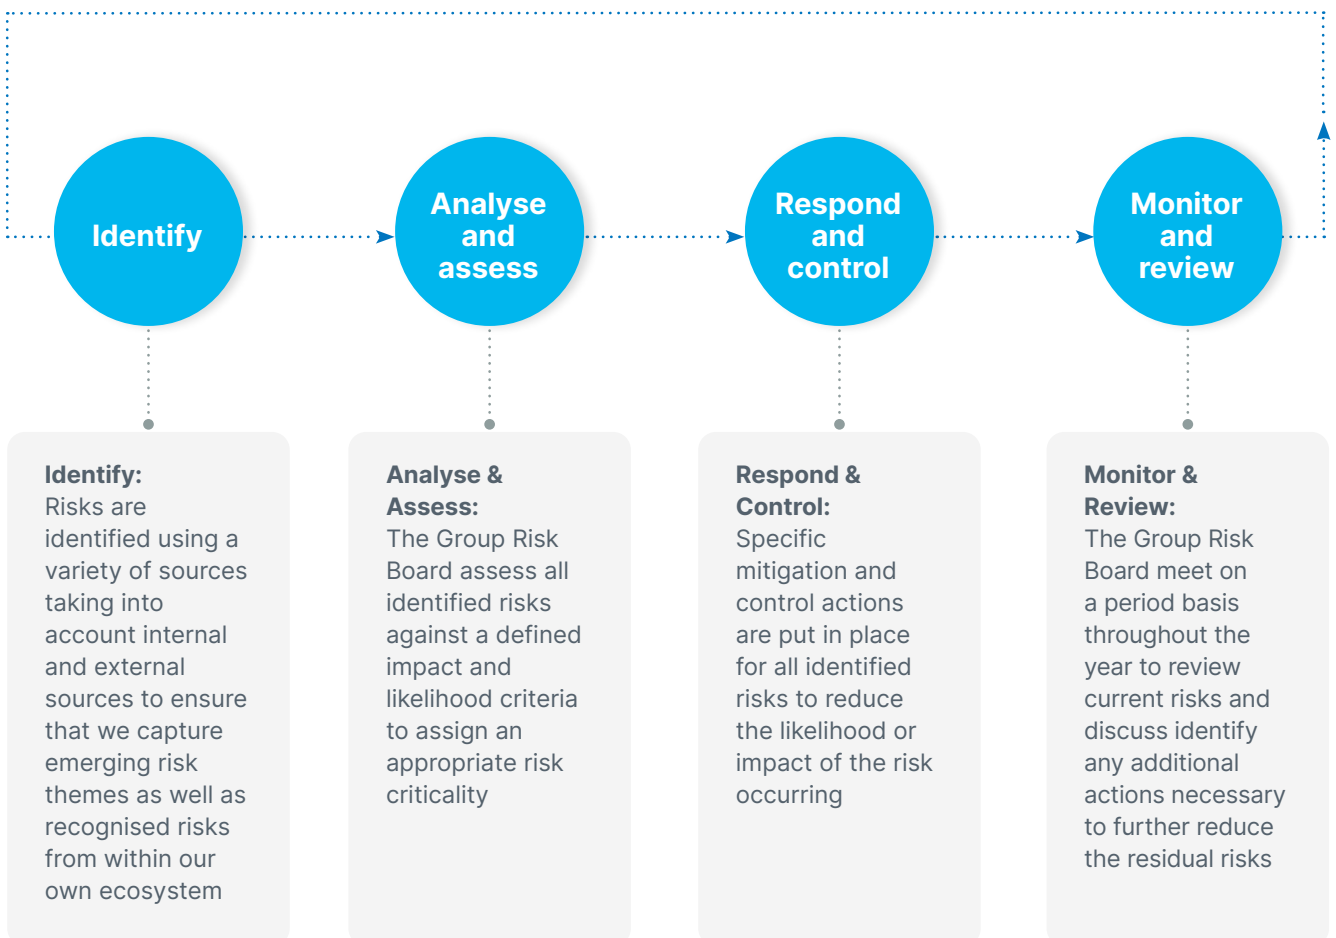 Identify
Analyse
and
assess
Respond
and
control
Monitor
and
review
Identify:
Risks are
identified using a
variety of sources
taking into
account internal
and external
sources to ensure
that we capture
emerging risk
themes as well as
recognised risks
from within our
own ecosystem
Analyse &
Assess:
The Group Risk
Board assess all
identified risks
against a defined
impact and
likelihood criteria
to assign an
appropriate risk
criticality
Respond &
Control:
Specific
mitigation and
control actions
are put in place
for all identified
risks to reduce
the likelihood or
impact of the risk
occurring
Monitor &
Review:
The Group Risk
Board meet on
a period basis
throughout the
year to review
current risks and
discuss identify
any additional
actions necessary
to further reduce
the residual risks